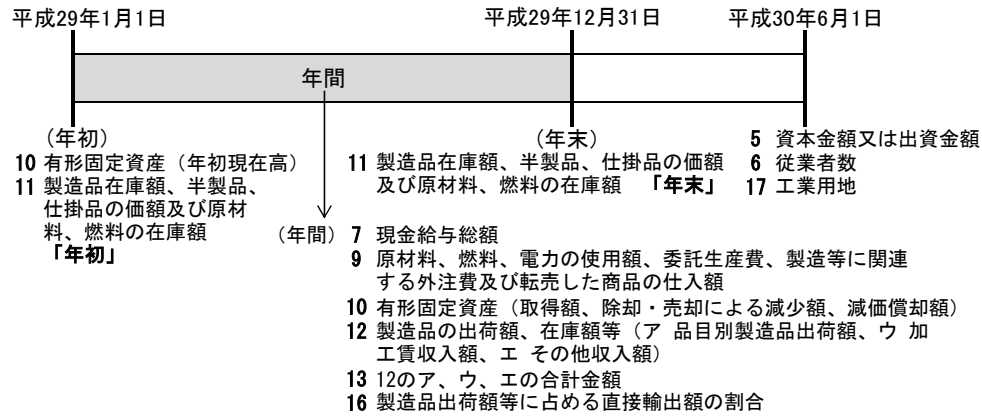 平成29年1月1日
平成29年12月31日
平成30年6月1日
年間
(年初)
10 有形固定資産(年初現在高)
11 製造品在庫額、半製品、
仕掛品の価額及び原材
料、燃料の在庫額
「年初」
(年末)
11 製造品在庫額、半製品、仕掛品の価額
及び原材料、燃料の在庫額 「年末」
5 資本金額又は出資金額
6 従業者数
17 工業用地
(年間) 7 現金給与総額
9 原材料、燃料、電力の使用額、委託生産費、製造等に関連
する外注費及び転売した商品の仕入額
10 有形固定資産(取得額、除却・売却による減少額、減価償却額)
12 製造品の出荷額、在庫額等(ア 品目別製造品出荷額、ウ 加
工賃収入額、エ その他収入額)
13 12のア、ウ、エの合計金額
16 製造品出荷額等に占める直接輸出額の割合